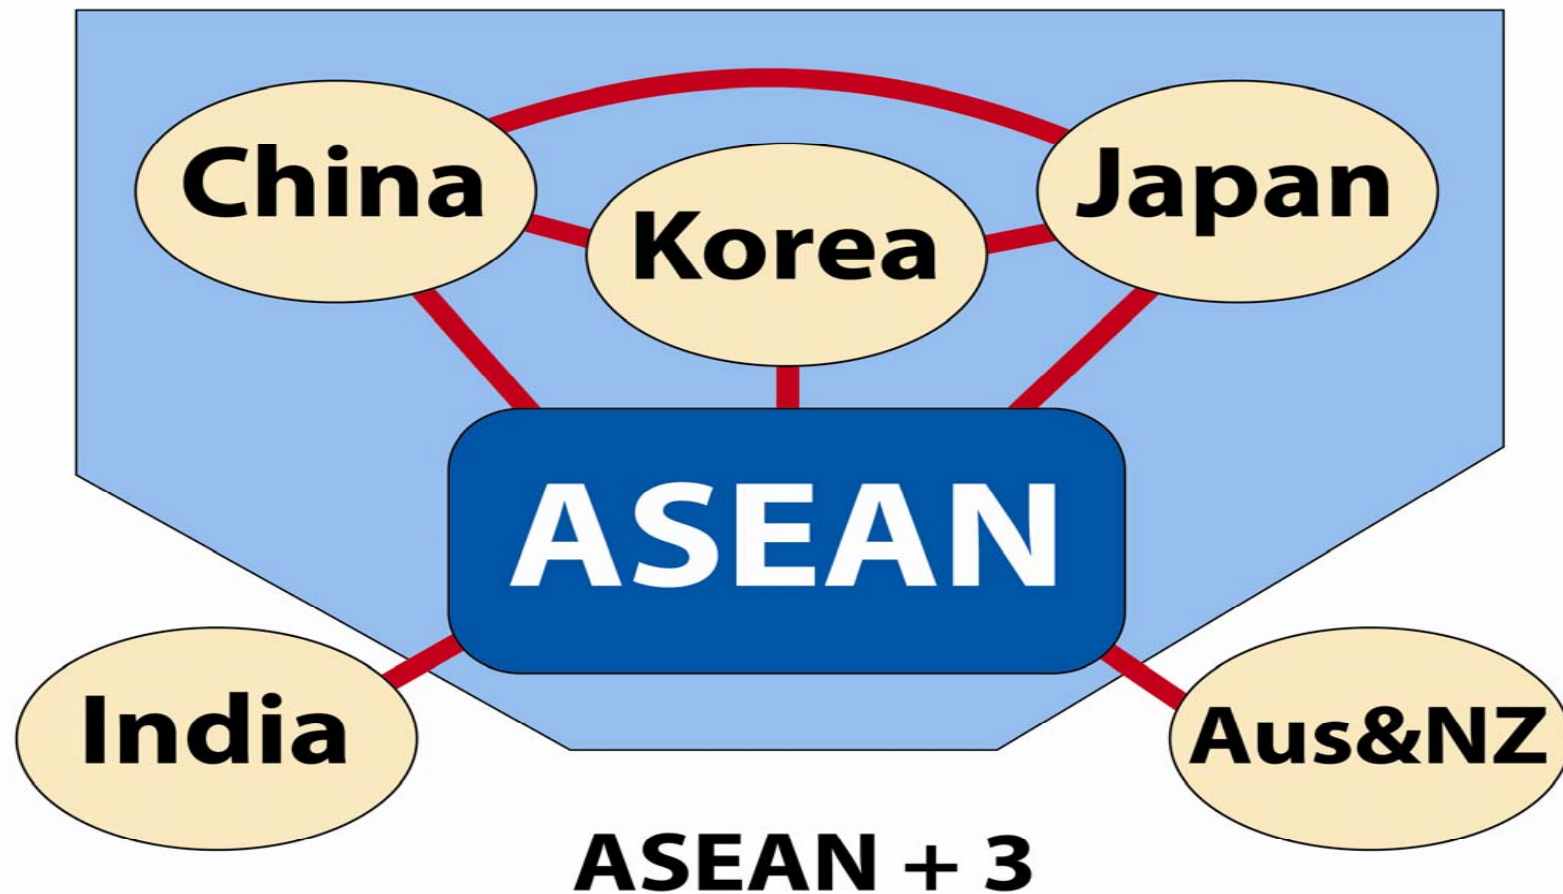 China
Korea
Japan
ASEAN
India
Aus&NZ
ASEAN + 3